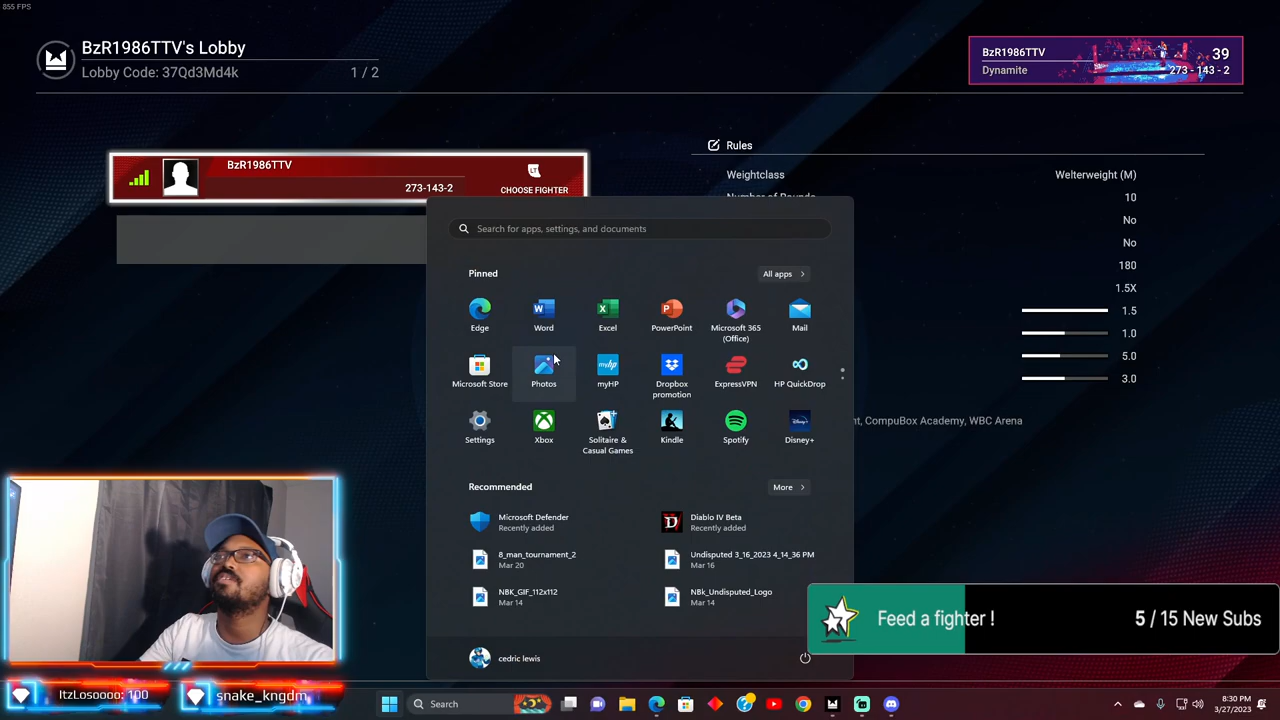 855 FPS
BzR1986TTV's Lobby
Lobby Code: 37Qd3Md4k
1 / 2
BzR1986TTV
39
Dynamite
273 - 143 - 2
BzR1986TTV
273-143-2
LT
CHOOSE FIGHTER
Rules
Weightclass
Welterweight (M)
10
No
No
180
1.5X
1.5
1.0
5.0
3.0
CompuBox Academy, WBC Arena
Search for apps, settings, and documents
Pinned
All apps
Edge
Word
Excel
PowerPoint
Microsoft 365
(Office)
Mail
Microsoft Store
Photos
myHP
Dropbox
promotion
ExpressVPN
HP QuickDrop
Settings
Xbox
Solitaire &
Casual Games
Kindle
Spotify
Disney+
Recommended
More
Microsoft Defender
Recently added
Diablo IV Beta
Recently added
8_man_tournament_2
Mar 20
Undisputed 3_16_2023 4_14_36 PM
Mar 16
NBK_GIF_112x112
Mar 14
NBk_Undisputed_Logo
Mar 14
cedric lewis
Feed a fighter !
5 / 15 New Subs
ItzLosoooo: 100
snake_kngdm
Search
8:30 PM
3/27/2023